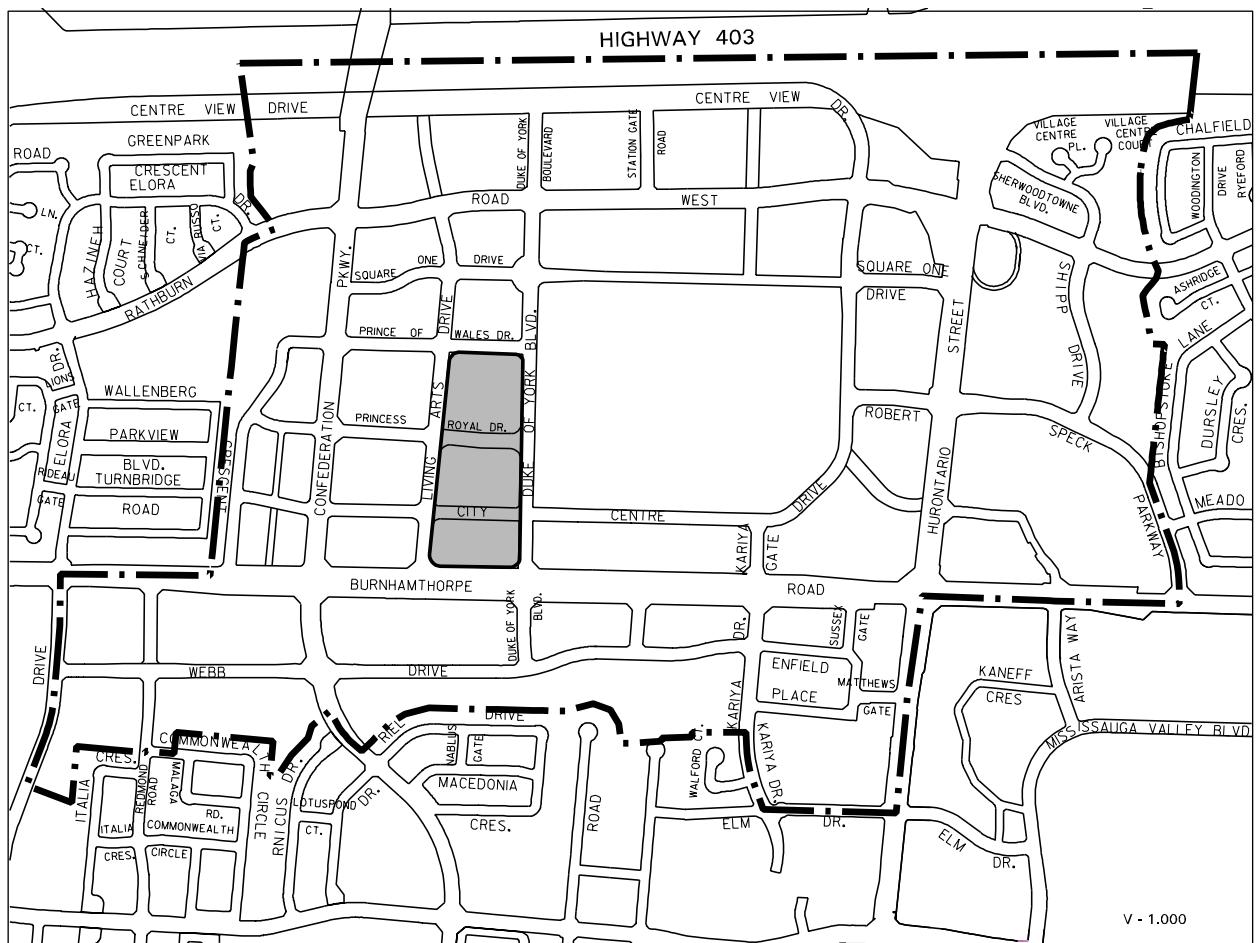 HIGHWAY 403
CENTRE VIEW DRIVE
CENTRE VIEW
DR.
VILLAGE
CENTRE
PL.
VILLAGE
CENTRE
COURT
CHALFIELD
GREENPARK
ROAD
CRESCENT
ELORA
DR.
DUKE OF YORK
BOULEVARD
STATION GATE
ROAD
SHERWOODTOWNE
BLVD.
WOODINGTON
DRIVE
RYEFORD
LN.
CT.
HAZINEH
COURT
SCHNEIDER
CT.
VIA RUSSO
CT.
ROAD
WEST
RATHBURN
PKWY.
SQUARE
ONE
DRIVE
SQUARE ONE
DRIVE
SHIPP
DRIVE
ASHRIDGE
CT.
LANE
PRINCE OF
DRIVE
WALES DR.
BLVD.
STREET
DR.
LIONS
GATE
CT.
ELORA
RIDEAU
GATE
WALLENBERG
PARKVIEW
BLVD.
TURNBRIDGE
ROAD
CRESCENT
CONFEDERATION
PRINCESS
ARTS
ROYAL DR.
LIVING
DUKE OF YORK
CITY
CENTRE
DRIVE
ROBERT
SPECK
PARKWAY
HURONTARIO
BISHOPSTOKE
DURSLEY
CRES.
MEADO
KARIYA
GATE
BURNHAMTHORPE
ROAD
DUKE OF YORK
BLVD.
DR.
SUSSEX
GATE
DRIVE
WEBB
DRIVE
KARIYA
ENFIELD
PLACE
MATTHEWS
GATE
KANEFF
CRES
ARISTA WAY
MISSISSAUGA VALLEY BLVD.
COMMONWEALTH
CIRCLE
CRES.
ITALIA
REDMOND
ROAD
MALAGA
RD.
ITALIA
COMMONWEALTH
CRES.
CIRCLE
DR.
RIEL
DRIVE
NABLUS
GATE
MACEDONIA
CRES.
LOTUSPOND
CT.
DR.
RNICUS
ROAD
WALFORD
CT.
KARIYA DR.
ELM
DR.
ELM
DR.
V - 1.000